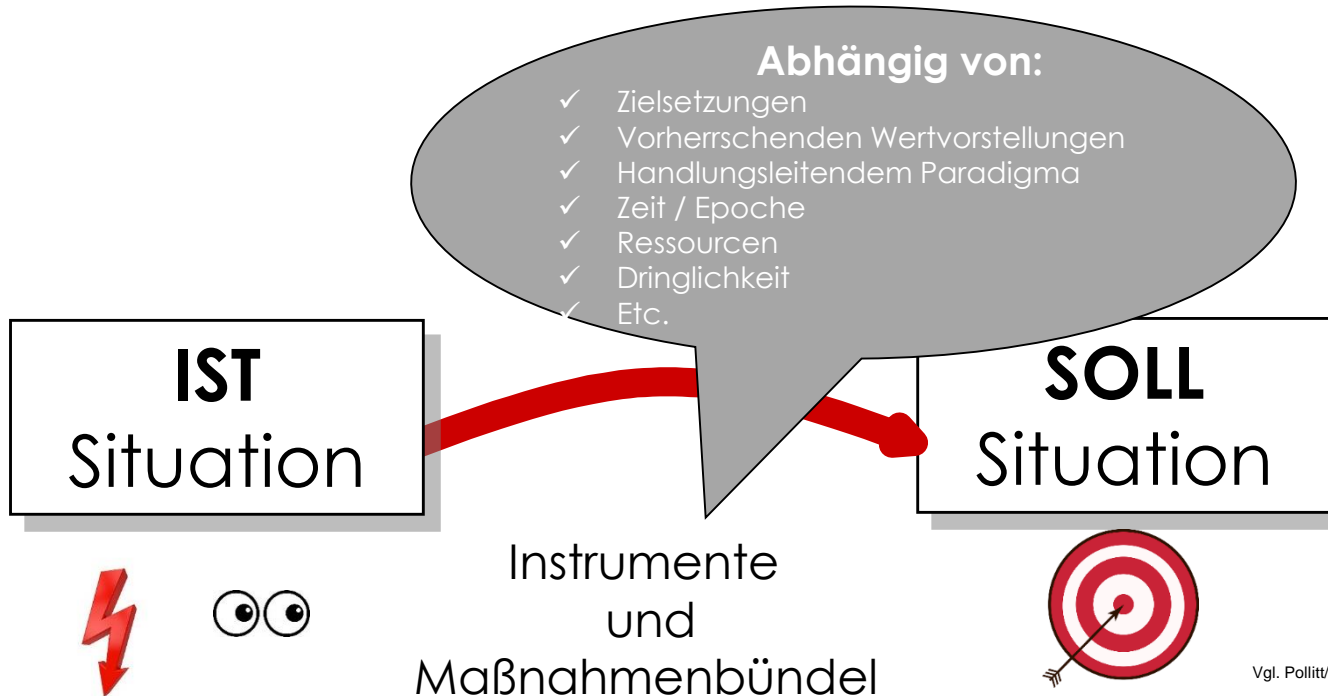 Abhängig von:
✓ Zielsetzungen
✓ Vorherrschenden Wertvorstellungen
✓ Handlungsleitendem Paradigma
✓ Zeit / Epoche
✓ Ressourcen
✓ Dringlichkeit
✓ Etc.
IST
Situation
SOLL
Situation
Instrumente
und
Maßnahmenbündel
Vgl. Pollitt/